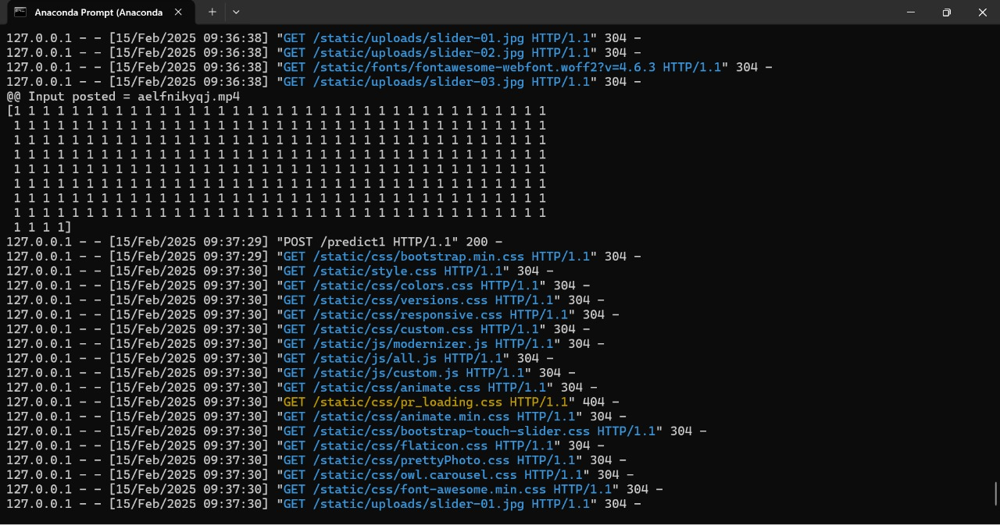 Anaconda Prompt (Anaconda
127.0.0.1 - - [15/Feb/2025 09:36:38] "GET /static/uploads/slider-01.jpg HTTP/1.1" 304 -
127.0.0.1 - - [15/Feb/2025 09:36:38] "GET /static/uploads/slider-02.jpg HTTP/1.1" 304 -
127.0.0.1 - - [15/Feb/2025 09:36:38] "GET /static/fonts/fontawesome-webfont.woff2?v=4.6.3 HTTP/1.1" 304 -
127.0.0.1 - - [15/Feb/2025 09:36:38] "GET /static/uploads/slider-03.jpg HTTP/1.1" 304 -
@@ Input posted = aelfnikyqj.mp4
[1 1 1 1 1 1 1 1 1 1 1 1 1 1 1 1 1 1 1 1 1 1 1 1 1 1 1 1 1 1 1 1 1 1 1 1 1
1 1 1 1 1 1 1 1 1 1 1 1 1 1 1 1 1 1 1 1 1 1 1 1 1 1 1 1 1 1 1 1 1 1 1 1 1
1 1 1 1 1 1 1 1 1 1 1 1 1 1 1 1 1 1 1 1 1 1 1 1 1 1 1 1 1 1 1 1 1 1 1 1 1
1 1 1 1 1 1 1 1 1 1 1 1 1 1 1 1 1 1 1 1 1 1 1 1 1 1 1 1 1 1 1 1 1 1 1 1 1
1 1 1 1 1 1 1 1 1 1 1 1 1 1 1 1 1 1 1 1 1 1 1 1 1 1 1 1 1 1 1 1 1 1 1 1 1
1 1 1 1 1 1 1 1 1 1 1 1 1 1 1 1 1 1 1 1 1 1 1 1 1 1 1 1 1 1 1 1 1 1 1 1 1
1 1 1 1 1 1 1 1 1 1 1 1 1 1 1 1 1 1 1 1 1 1 1 1 1 1 1 1 1 1 1 1 1 1 1 1 1
1 1 1 1 1 1 1 1 1 1 1 1 1 1 1 1 1 1 1 1 1 1 1 1 1 1 1 1 1 1 1 1 1 1 1 1 1
1 1 1 1]
127.0.0.1 - - [15/Feb/2025 09:37:29] "POST /predict1 HTTP/1.1" 200 -
127.0.0.1 - - [15/Feb/2025 09:37:29] "GET /static/css/bootstrap.min.css HTTP/1.1" 304 -
127.0.0.1 - - [15/Feb/2025 09:37:30] "GET /static/style.css HTTP/1.1" 304 -
127.0.0.1 - - [15/Feb/2025 09:37:30] "GET /static/css/colors.css HTTP/1.1" 304 -
127.0.0.1 - - [15/Feb/2025 09:37:30] "GET /static/css/versions.css HTTP/1.1" 304 -
127.0.0.1 - - [15/Feb/2025 09:37:30] "GET /static/css/responsive.css HTTP/1.1" 304 -
127.0.0.1 - - [15/Feb/2025 09:37:30] "GET /static/css/custom.css HTTP/1.1" 304 -
127.0.0.1 - - [15/Feb/2025 09:37:30] "GET /static/js/modernizer.js HTTP/1.1" 304 -
127.0.0.1 - - [15/Feb/2025 09:37:30] "GET /static/js/all.js HTTP/1.1" 304 -
127.0.0.1 - - [15/Feb/2025 09:37:30] "GET /static/js/custom.js HTTP/1.1" 304 -
127.0.0.1 - - [15/Feb/2025 09:37:30] "GET /static/css/animate.css HTTP/1.1" 304 -
127.0.0.1 - - [15/Feb/2025 09:37:30] "GET /static/css/pr_loading.css HTTP/1.1" 404 -
127.0.0.1 - - [15/Feb/2025 09:37:30] "GET /static/css/animate.min.css HTTP/1.1" 304 -
127.0.0.1 - - [15/Feb/2025 09:37:30] "GET /static/css/bootstrap-touch-slider.css HTTP/1.1" 304 -
127.0.0.1 - - [15/Feb/2025 09:37:30] "GET /static/css/flaticon.css HTTP/1.1" 304 -
127.0.0.1 - - [15/Feb/2025 09:37:30] "GET /static/css/prettyPhoto.css HTTP/1.1" 304 -
127.0.0.1 - - [15/Feb/2025 09:37:30] "GET /static/css/owl.carousel.css HTTP/1.1" 304 -
127.0.0.1 - - [15/Feb/2025 09:37:30] "GET /static/css/font-awesome.min.css HTTP/1.1" 304 -
127.0.0.1 - - [15/Feb/2025 09:37:30] "GET /static/uploads/slider-01.jpg HTTP/1.1" 304 -